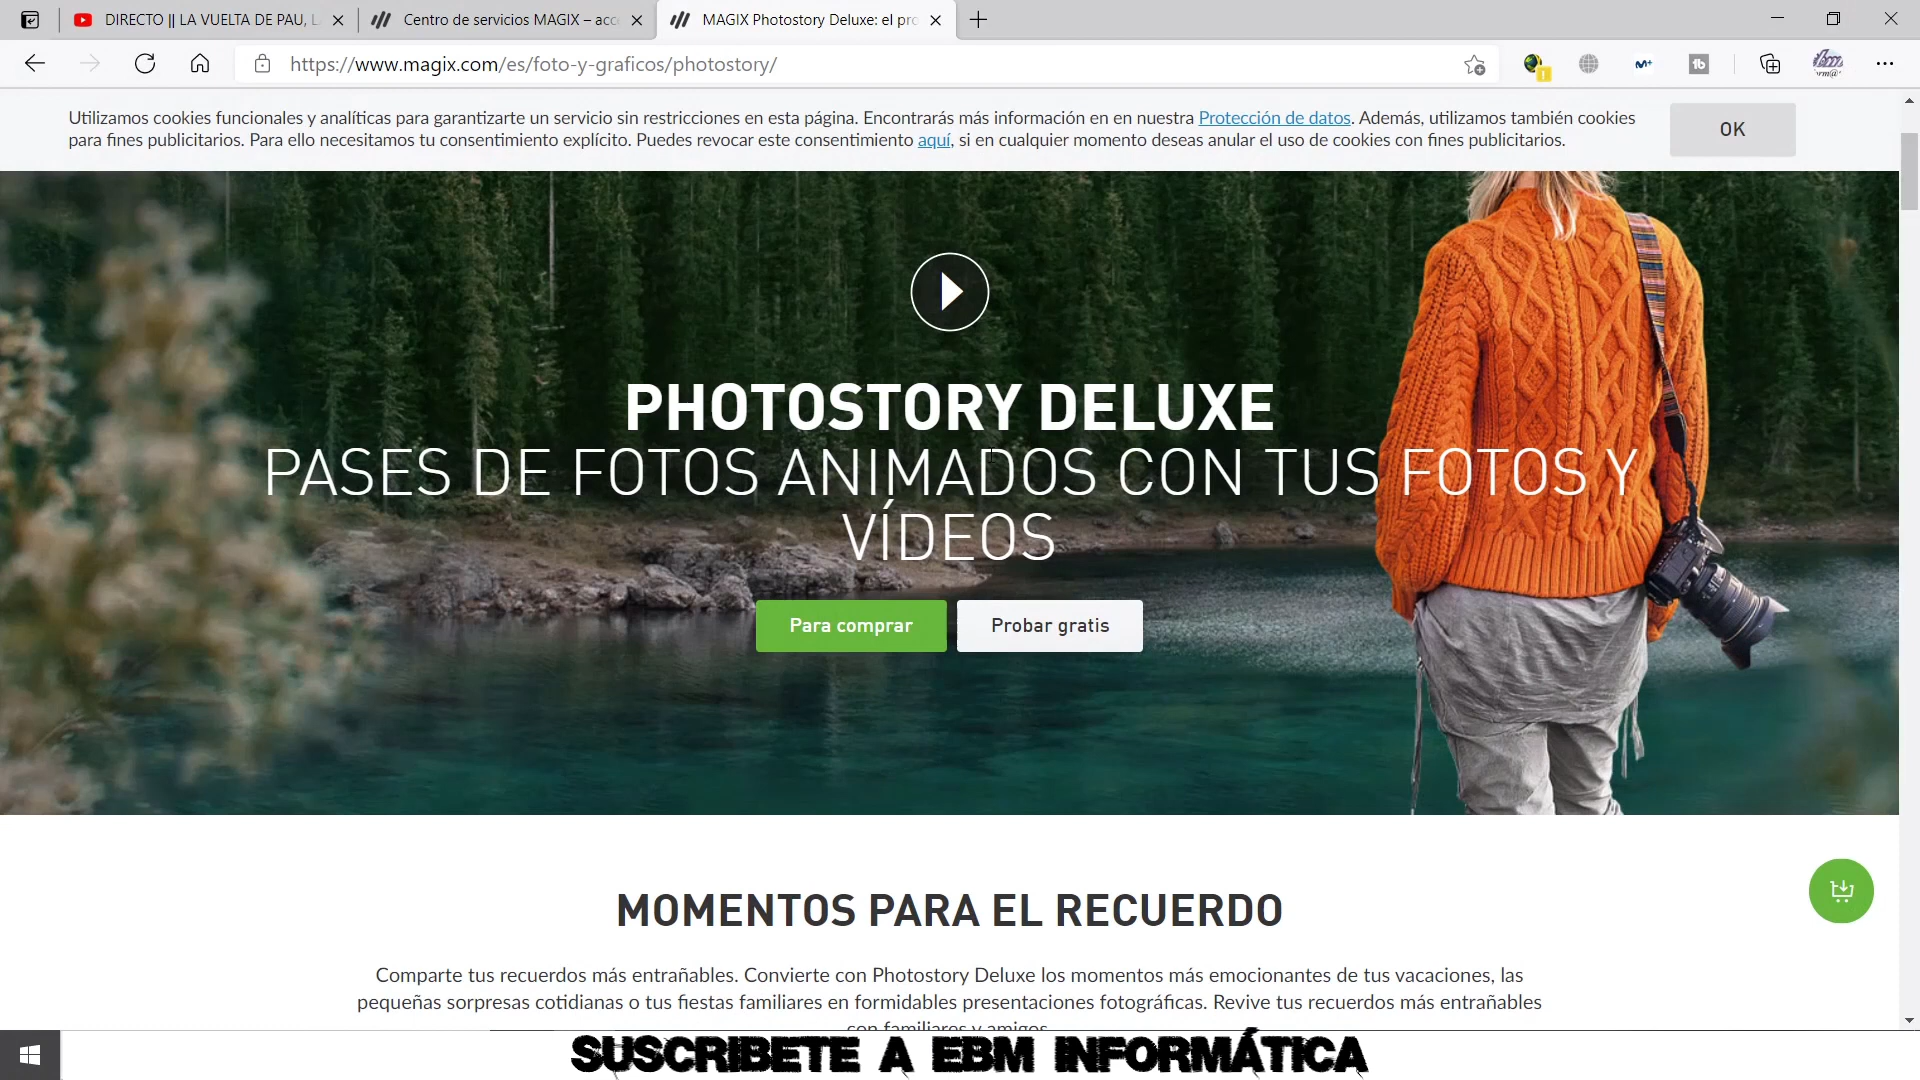 DIRECTO || LA VUELTA DE PAU, L
Centro de servicios MAGIX – acc
MAGIX Photostory Deluxe: el pro
https://www.magix.com/es/foto-y-graficos/photostory/
Utilizamos cookies funcionales y analíticas para garantizarte un servicio sin restricciones en esta página. Encontrarás más información en en nuestra Protección de datos. Además, utilizamos también cookies
para fines publicitarios. Para ello necesitamos tu consentimiento explícito. Puedes revocar este consentimiento aquí, si en cualquier momento deseas anular el uso de cookies con fines publicitarios.
OK
PHOTOSTORY DELUXE
PASES DE FOTOS ANIMADOS CON TUS FOTOS Y
VÍDEOS
Para comprar
Probar gratis
MOMENTOS PARA EL RECUERDO
Comparte tus recuerdos más entrañables. Convierte con Photostory Deluxe los momentos más emocionantes de tus vacaciones, las
pequeñas sorpresas cotidianas o tus fiestas familiares en formidables presentaciones fotográficas. Revive tus recuerdos más entrañables
con familiares y amigos.
SUSCRIBETE A EBM INFORMÁTICA